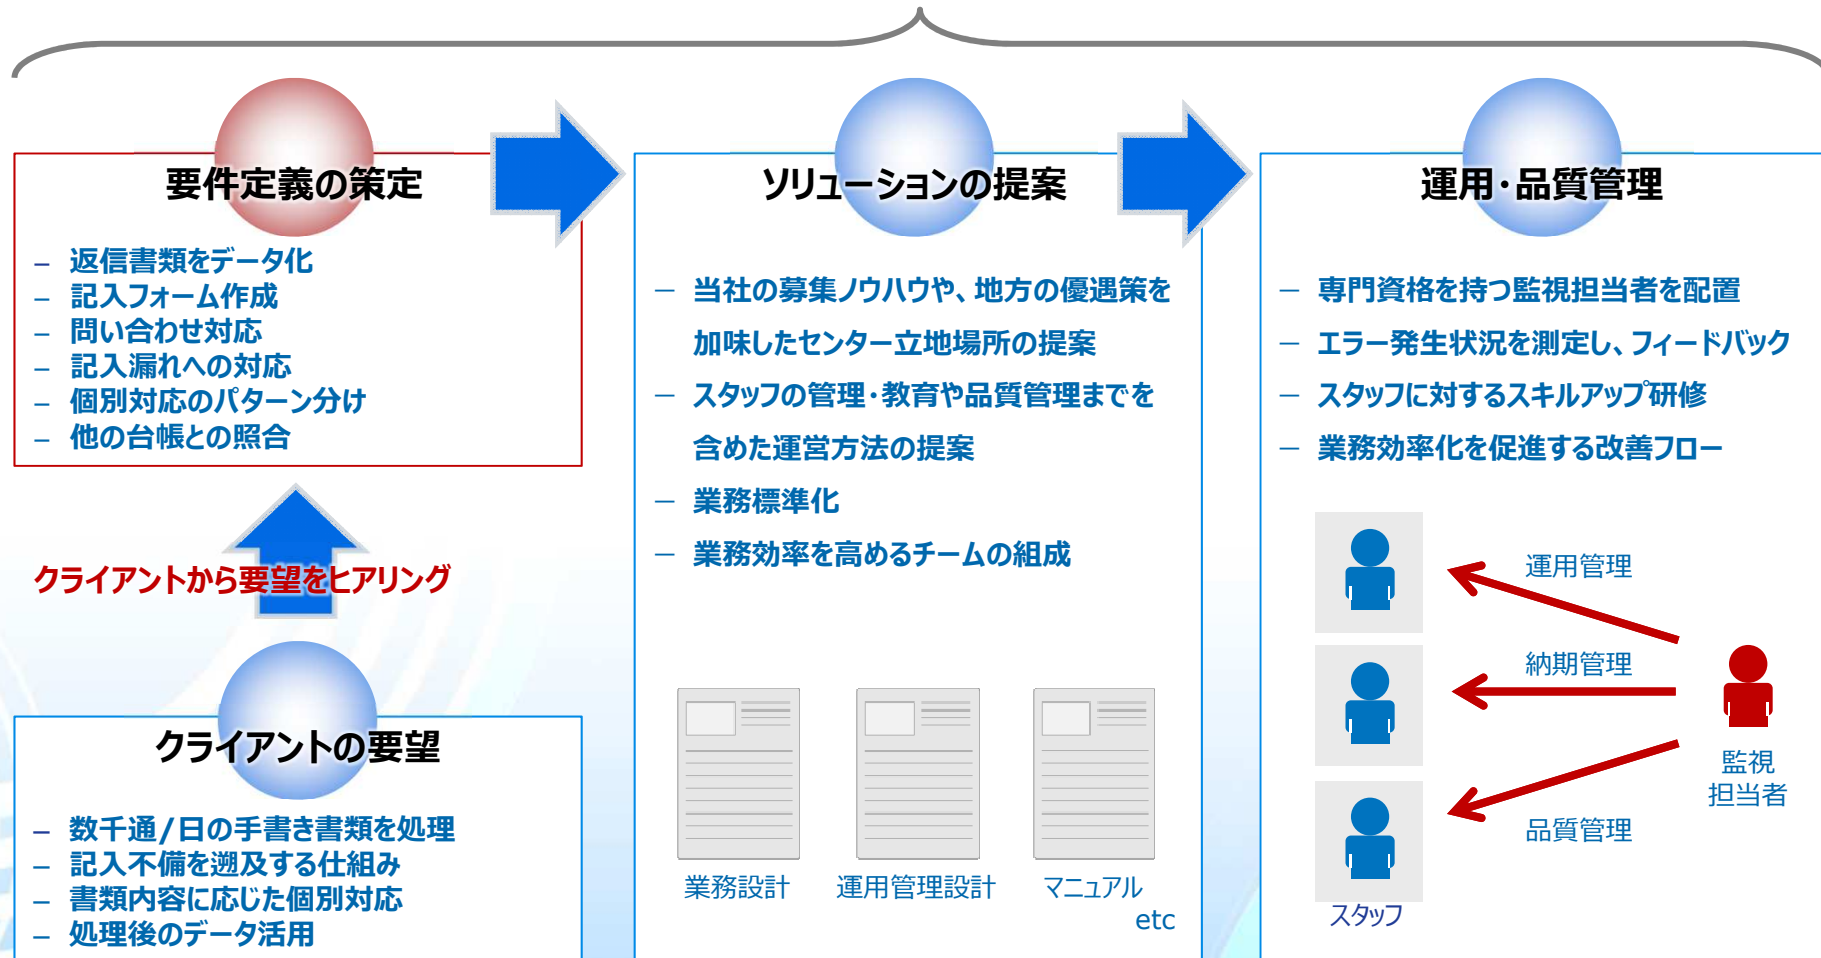 要件定義の策定
– 返信書類をデータ化
– 記入フォーム作成
– 問い合わせ対応
– 記入漏れへの対応
– 個別対応のパターン分け
– 他の台帳との照合
クライアントから要望をヒアリング
クライアントの要望
– 数千通/日の手書き書類を処理
– 記入不備を遡及する仕組み
– 書類内容に応じた個別対応
– 処理後のデータ活用
ソリューションの提案
– 当社の募集ノウハウや、地方の優遇策を
加味したセンター立地場所の提案
– スタッフの管理・教育や品質管理までを
含めた運営方法の提案
– 業務標準化
– 業務効率を高めるチームの組成
業務設計
運用管理設計
マニュアル
etc
運用・品質管理
– 専門資格を持つ監視担当者を配置
– エラー発生状況を測定し、フィードバック
– スタッフに対するスキルアップ研修
– 業務効率化を促進する改善フロー
運用管理
納期管理
品質管理
監視
担当者
スタッフ